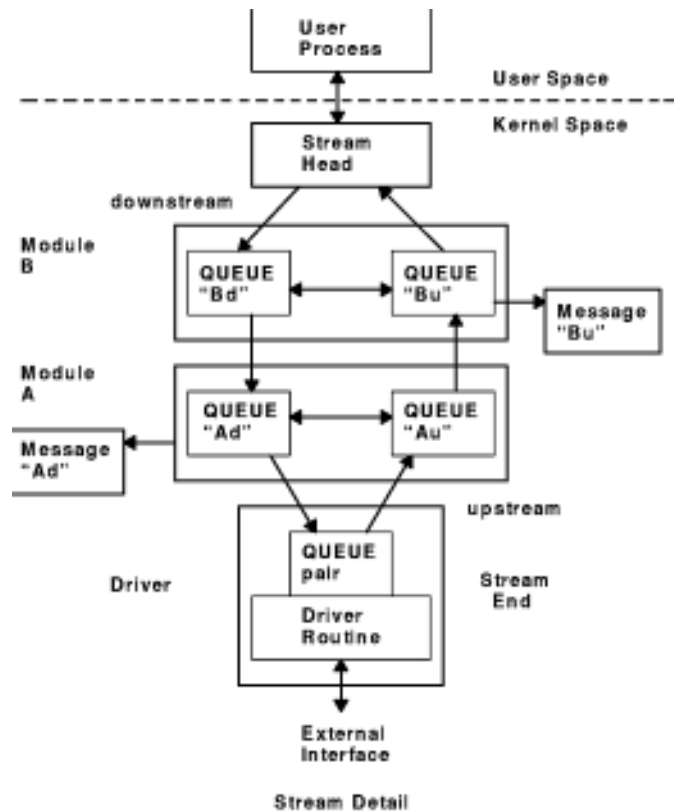 User
Process
User Space
Kernel Space
Stream
Head
downstream
Module
B
QUEUE
“Bd”
QUEUE
“Bu”
Message
“Bu”
Module
A
QUEUE
“Ad”
QUEUE
“Au”
Message
“Ad”
upstream
QUEUE
pair
Driver
Stream
End
Driver
Routine
External
Interface
Stream Detail